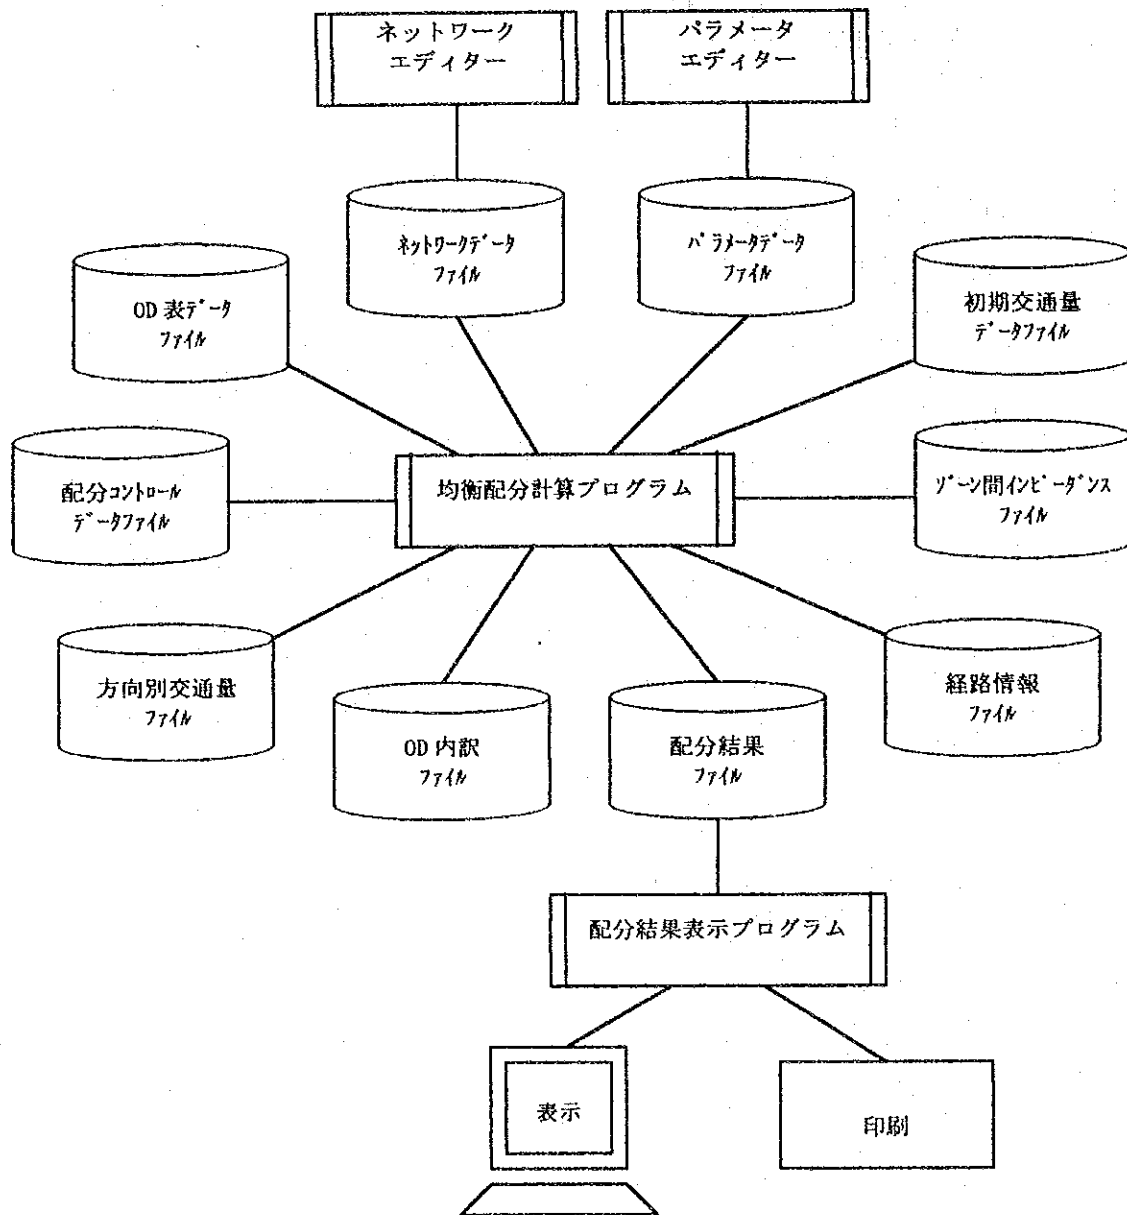 ネットワーク
エディター
パラメータ
エディター
ネットワークデータ
ファイル
パラメータデータ
ファイル
OD 表データ
ファイル
初期交通量
データファイル
配分コントロール
データファイル
均衡配分計算プログラム
ゾーン間インピーダンス
ファイル
方向別交通量
ファイル
OD 内訳
ファイル
配分結果
ファイル
経路情報
ファイル
配分結果表示プログラム
表示
印刷